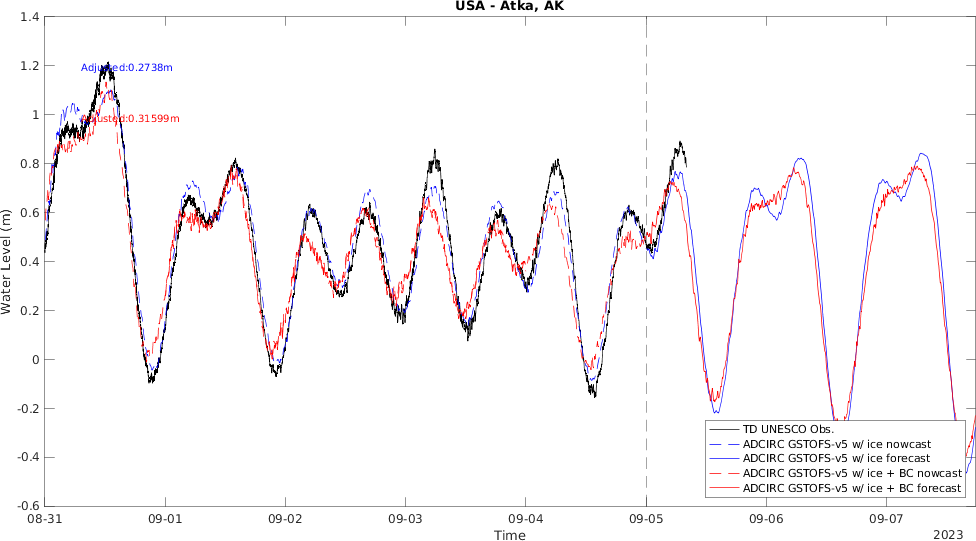 USA - Atka, AK
1.4
1.2
1
0.8
0.6
0.4
0.2
0
-0.2
-0.4
-0.6
Water Level (m)
Adjusted:0.2738m
Adjusted:0.31599m
TD UNESCO Obs.
ADCIRC GSTOFS-v5 w/ ice nowcast
ADCIRC GSTOFS-v5 w/ ice forecast
ADCIRC GSTOFS-v5 w/ ice + BC nowcast
ADCIRC GSTOFS-v5 w/ ice + BC forecast
08-31 09-01 09-02 09-03 09-04 09-05 09-06 09-07
Time
2023